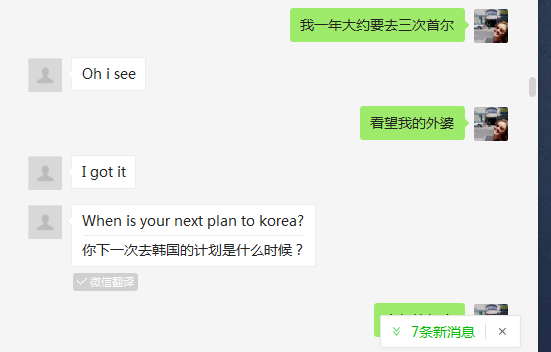 我一年大约要去三次首尔
Oh i see
看望我的外婆
I got it
When is your next plan to korea?
你下一次去韩国的计划是什么时候？
微信翻译
7条新消息